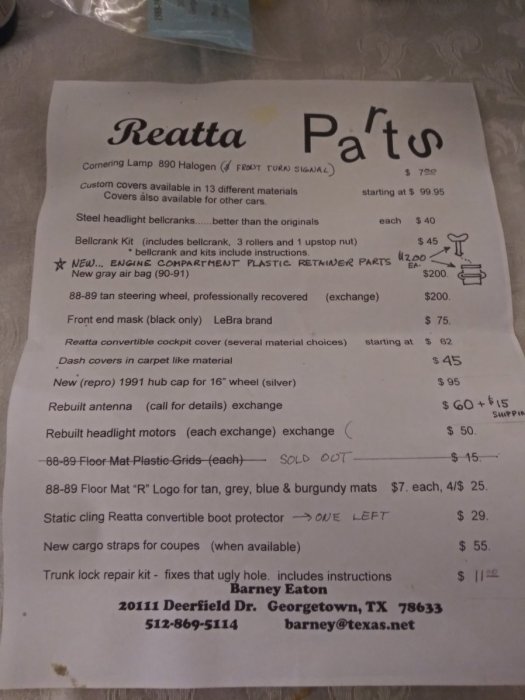 Reatta Parts
Cornering Lamp 890 Halogen (& FRONT TURN SIGNAL) $ 7.00
Custom covers available in 13 different materials starting at $ 99.95
Covers also available for other cars.
Steel headlight bellcranks......better than the originals each $ 40
Bellcrank Kit (includes bellcrank, 3 rollers and 1 upstop nut) $ 45
* bellcrank and kits include instructions.
☆ NEW... ENGINE COMPARTMENT PLASTIC RETAINER PARTS $2.00 EA.
New gray air bag (90-91) $200.
88-89 tan steering wheel, professionally recovered (exchange) $200.
Front end mask (black only) LeBra brand $ 75.
Reatta convertible cockpit cover (several material choices) starting at $ 62
Dash covers in carpet like material $ 45
New (repro) 1991 hub cap for 16" wheel (silver) $ 95
Rebuilt antenna (call for details) exchange $ 60 + $15 SHIPPIN
Rebuilt headlight motors (each exchange) exchange ( $ 50.
88-89 Floor Mat Plastic Grids (each) SOLD OUT $ 15.
88-89 Floor Mat "R" Logo for tan, grey, blue & burgundy mats $7. each, 4/$ 25.
Static cling Reatta convertible boot protector → ONE LEFT $ 29.
New cargo straps for coupes (when available) $ 55.
Trunk lock repair kit - fixes that ugly hole. includes instructions $ 11.00
Barney Eaton
20111 Deerfield Dr. Georgetown, TX 78633
512-869-5114 barney@texas.net